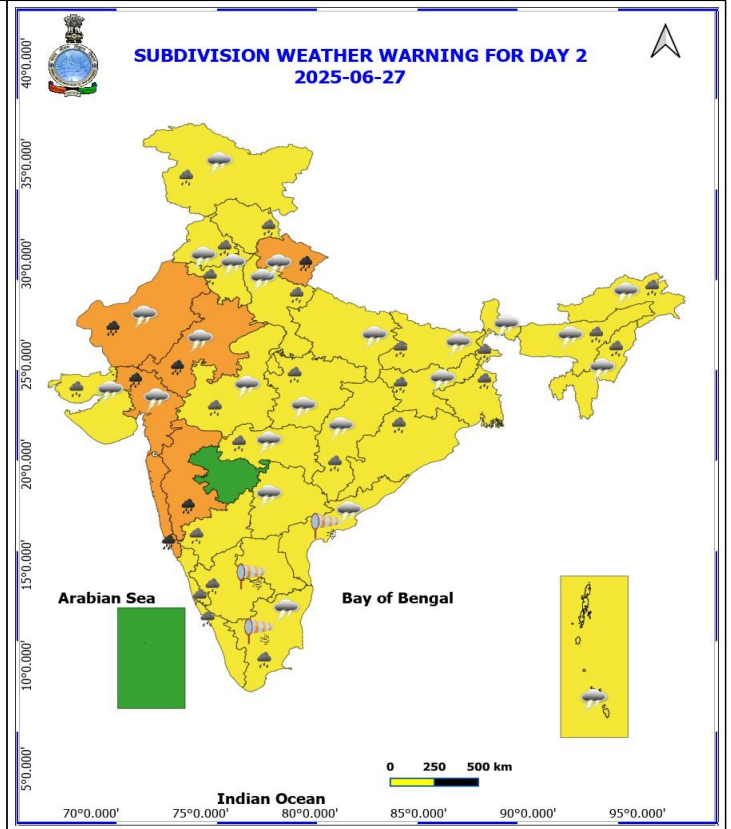 SUBDIVISION WEATHER WARNING FOR DAY 2
2025-06-27
40°0.000'
35°0.000'
30°0.000'
25°0.000'
20°0.000'
15°0.000'
10°0.000'
5°0.000'
Arabian Sea
Bay of Bengal
0 250 500 km
Indian Ocean
70°0.000' 75°0.000' 80°0.000' 85°0.000' 90°0.000' 95°0.000'